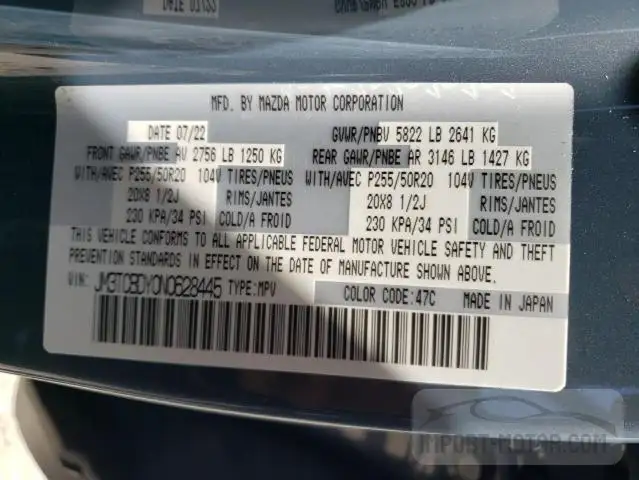 DATE 01/33
MFD. BY MAZDA MOTOR CORPORATION
DATE 07/22 GVWR/PNBV 5822 LB 2641 KG
FRONT GAWR/PNBE AV 2756 LB 1250 KG REAR GAWR/PNBE AR 3146 LB 1427 KG
WITH/AVEC P255/50R20 104V TIRES/PNEUS WITH/AVEC P255/50R20 104V TIRES/PNEUS
20X8 1/2J RIMS/JANTES 20X8 1/2J RIMS/JANTES
230 KPA/34 PSI COLD/A FROID 230 KPA/34 PSI COLD/A FROID
THIS VEHICLE CONFORMS TO ALL APPLICABLE FEDERAL MOTOR VEHICLE SAFETY AND THEFT
PREVENTION STANDARDS IN EFFECT ON THE DATE OF MANUFACTURE SHOWN ABOVE.
VIN: JM3TCBDY0N0628445 TYPE:MPV COLOR CODE:47C MADE IN JAPAN
IMPORT-MOTOR.COM